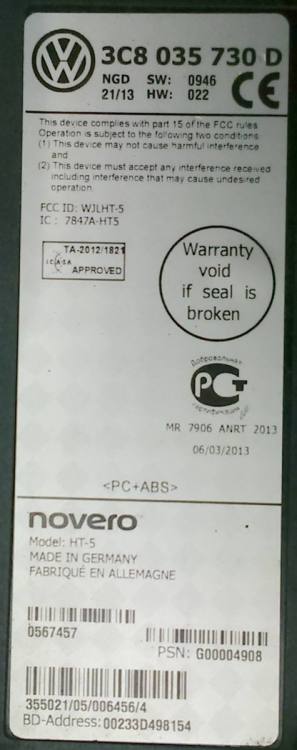 VW 3C8 035 730 D
NGD SW: 0946
21/13 HW: 022 CE
This device complies with part 15 of the FCC rules
Operation is subject to the following two conditions
(1) This device may not cause harmful interference
and
(2) This device must accept any interference received
including interference that may cause undesired
operation
FCC ID: WJLHT-5
IC : 7847A-HT5
TA-2012/1821
ICASA
APPROVED
Warranty
void
if seal is
broken
Добровольная
РСТ
сертификация
MR 7906 ANRT 2013
06/03/2013
<PC+ABS>
novero
Model: HT-5
MADE IN GERMANY
FABRIQUÉ EN ALLEMAGNE
0567457
PSN: G00004908
355021/05/006456/4
BD-Address:00233D498154